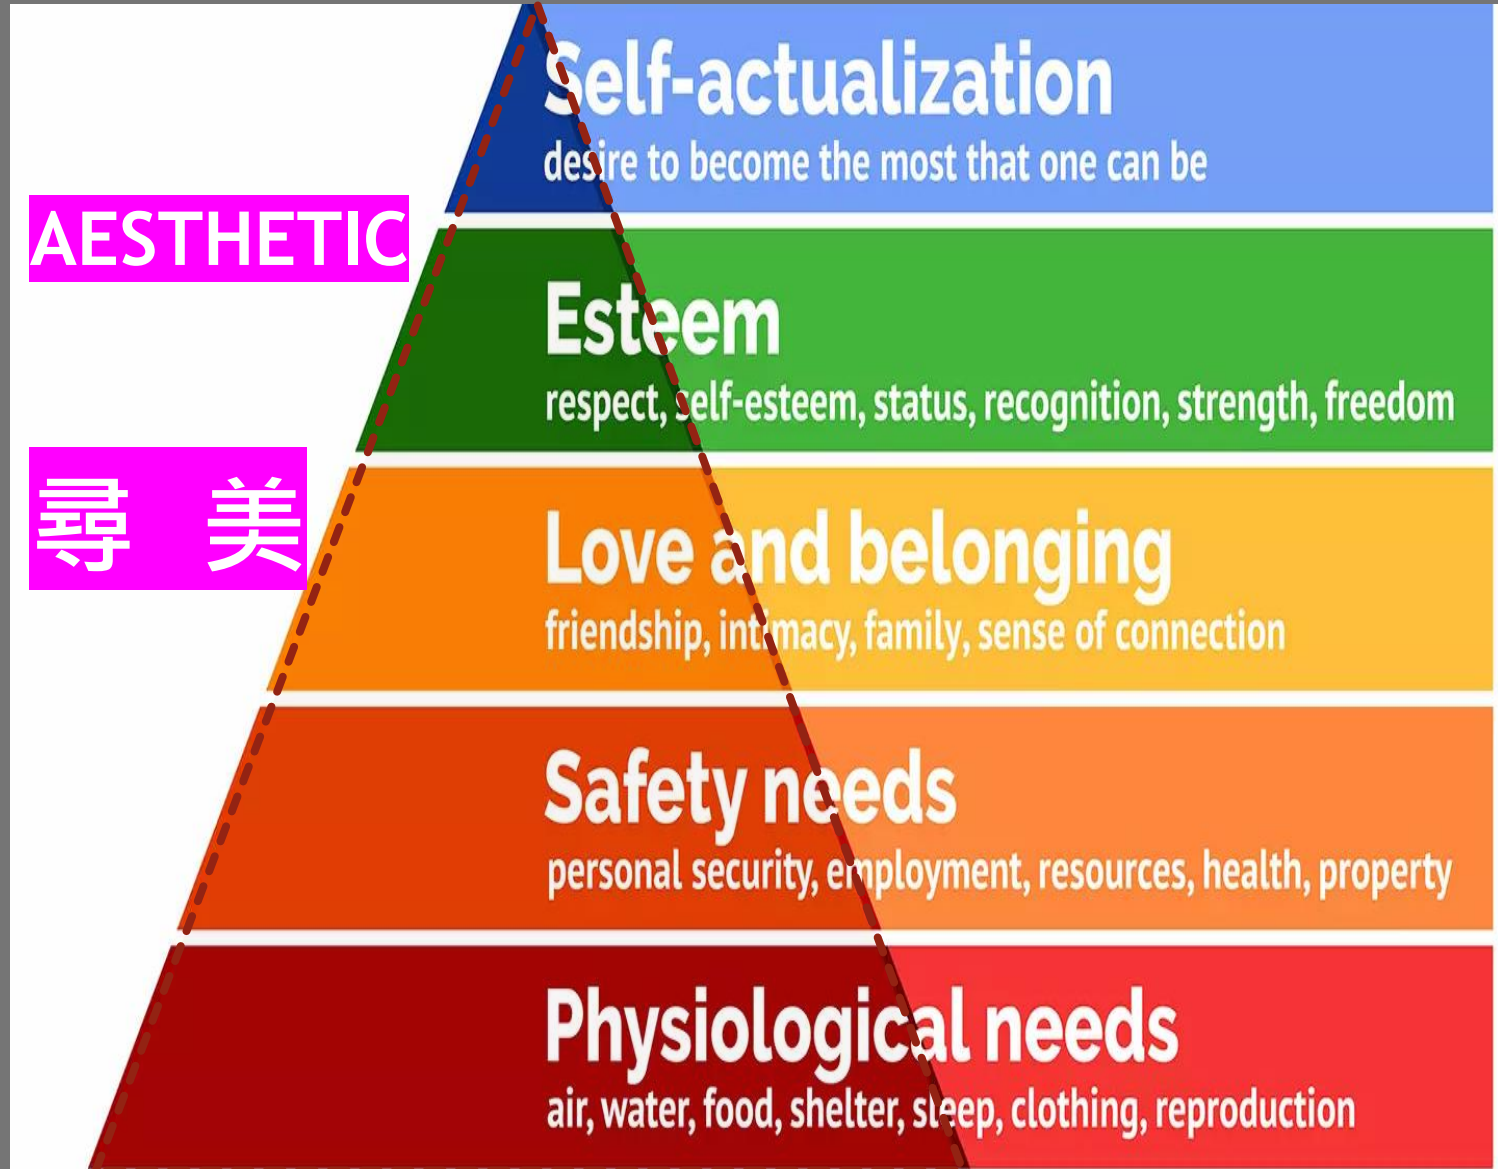 Self-actualization
desire to become the most that one can be
AESTHETIC
Esteem
respect, self-esteem, status, recognition, strength, freedom
尋 美
Love and belonging
friendship, intimacy, family, sense of connection
Safety needs
personal security, employment, resources, health, property
Physiological needs
air, water, food, shelter, sleep, clothing, reproduction